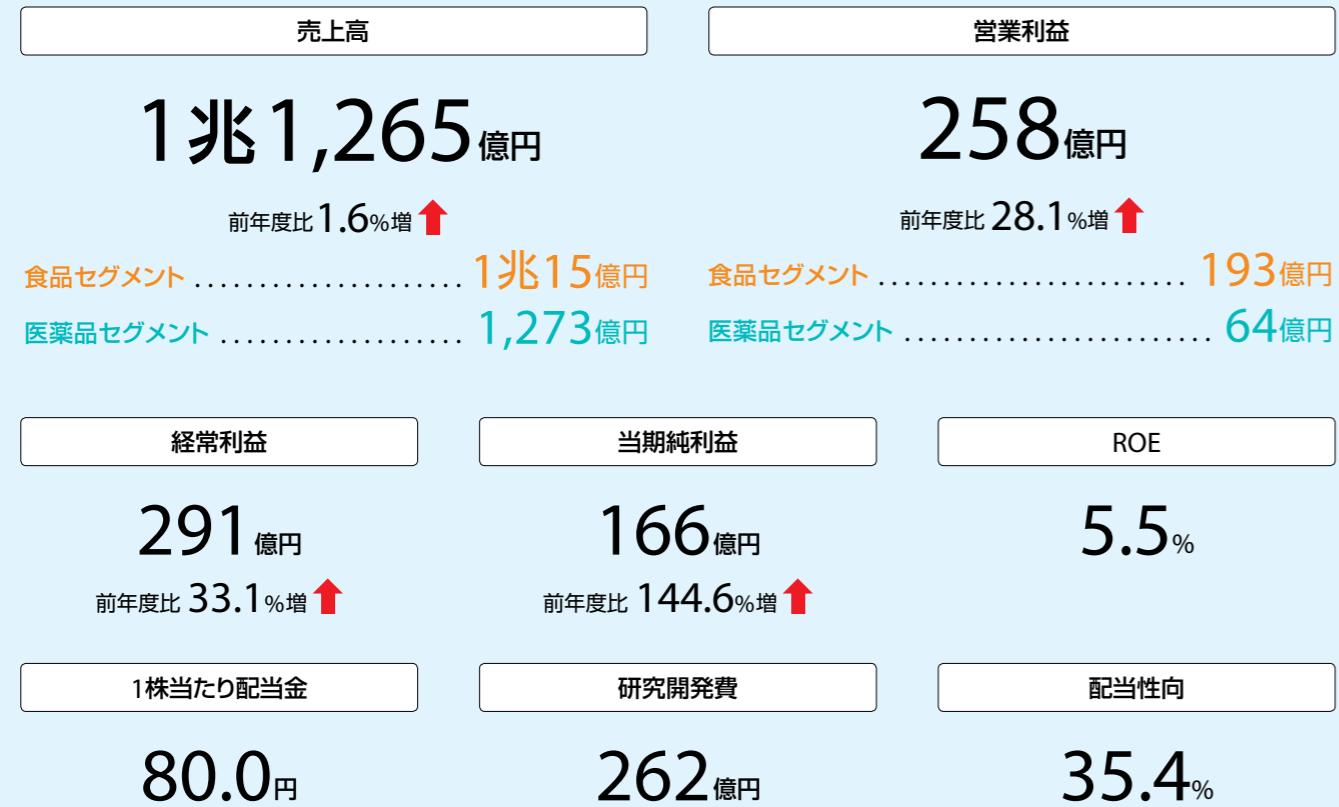 売上高
1兆1,265億円
前年度比 1.6%増
食品セグメント ..................... 1兆15億円
医薬品セグメント ................... 1,273億円
営業利益
258億円
前年度比 28.1%増
食品セグメント ........................ 193億円
医薬品セグメント ........................ 64億円
経常利益
291億円
前年度比 33.1%増
当期純利益
166億円
前年度比 144.6%増
ROE
5.5%
1株当たり配当金
80.0円
研究開発費
262億円
配当性向
35.4%